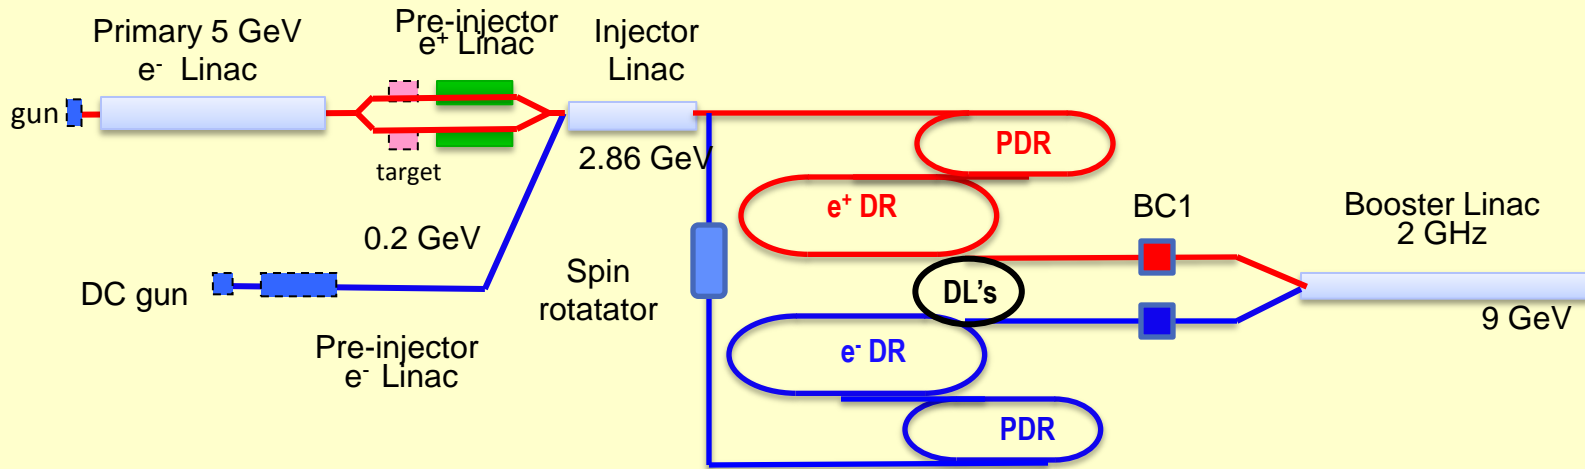 Primary 5 GeV
e⁻ Linac
Pre-injector
e⁺ Linac
Injector
Linac
gun
target
2.86 GeV
PDR
e⁺ DR
BC1
Booster Linac
2 GHz
0.2 GeV
DC gun
Spin
rotatator
DL's
9 GeV
Pre-injector
e⁻ Linac
e⁻ DR
PDR